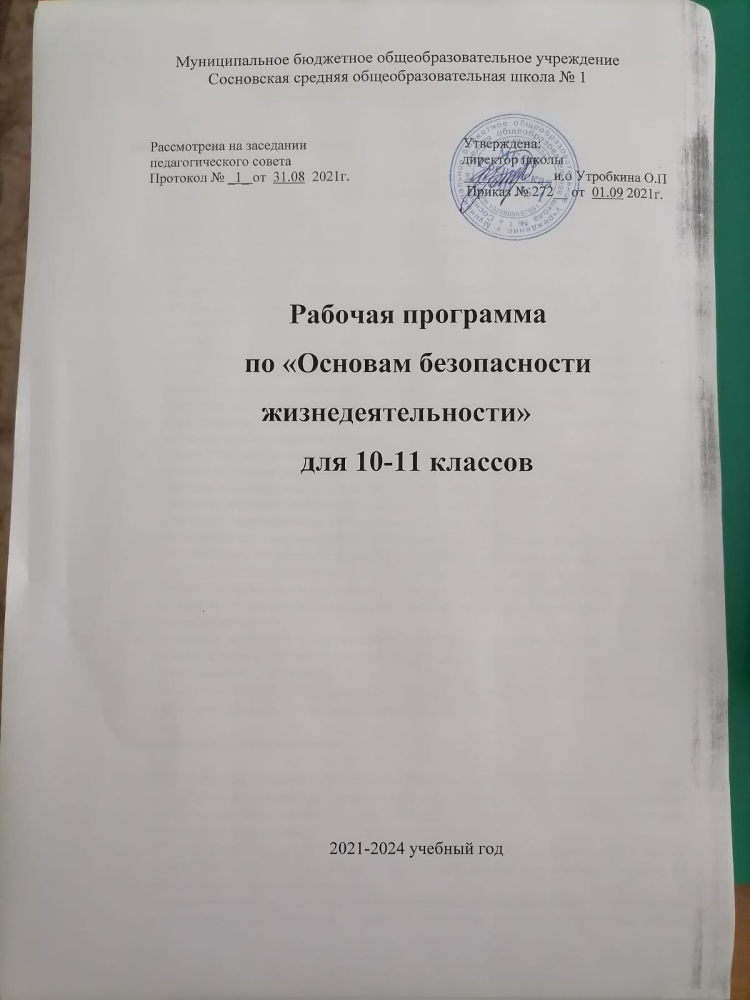 Муниципальное бюджетное общеобразовательное учреждение
Сосновская средняя общеобразовательная школа № 1
Рассмотрена на заседании
педагогического совета
Протокол № _1_ от 31.08 2021г.
Утверждена:
директор школы
и.о Утробкина О.П
Приказ № 272__ от 01.09 2021г.
Рабочая программа
по «Основам безопасности
жизнедеятельности»
для 10-11 классов
2021-2024 учебный год